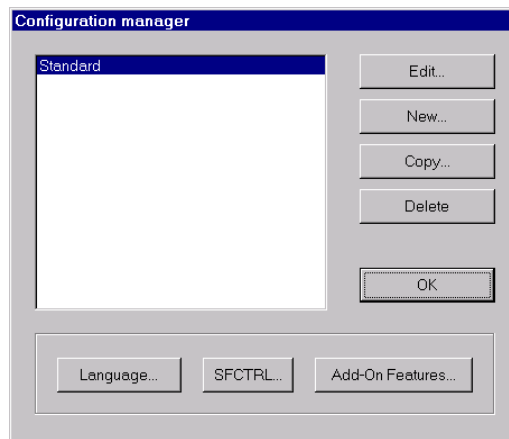 Configuration manager
Standard
Edit...
New...
Copy...
Delete
OK
Language...
SFCTRL...
Add-On Features...